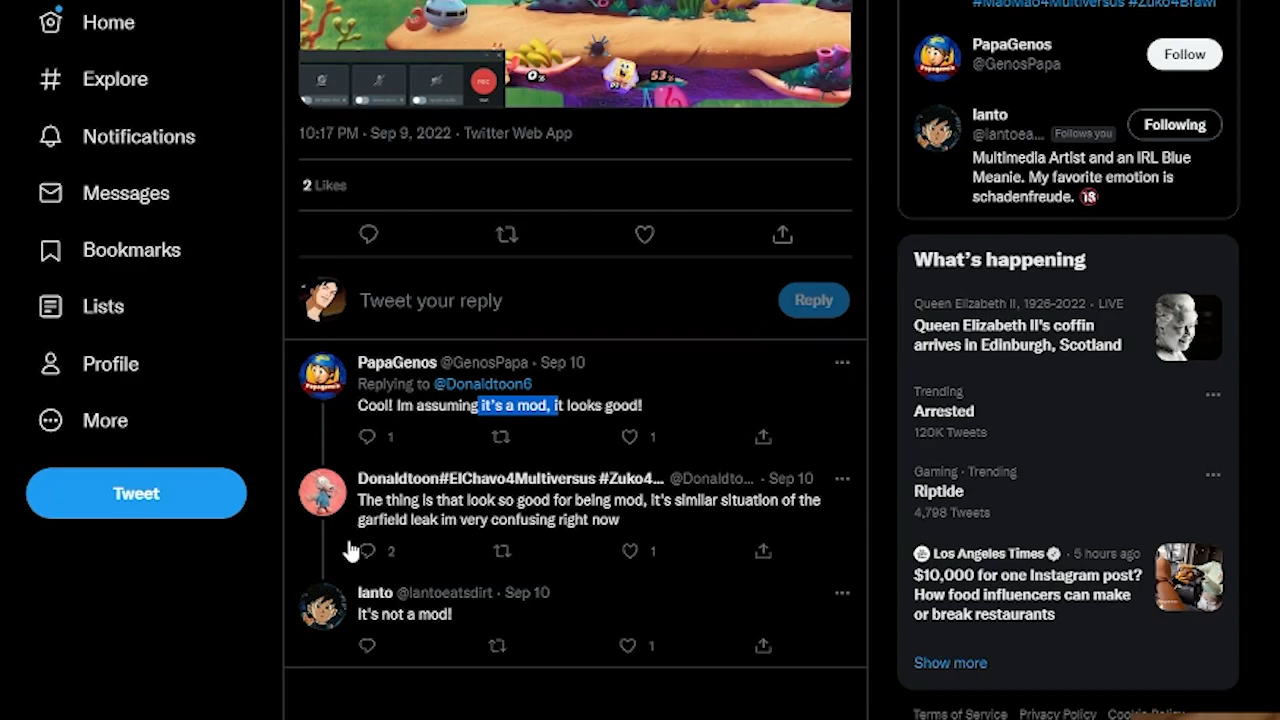 Home
Explore
Notifications
Messages
Bookmarks
Lists
Profile
More
Tweet
0%
53%
REC
10:17 PM · Sep 9, 2022 · Twitter Web App
2 Likes
Tweet your reply
Reply
PapaGenos @GenosPapa · Sep 10
Replying to @Donaldtoon6
Cool! Im assuming it's a mod, it looks good!
1
1
Donaldtoon#ElChavo4Multiversus #Zuko4... @Donaldto... · Sep 10
The thing is that look so good for being mod, It's similar situation of the
garfield leak im very confusing right now
2
1
Ianto @Iantoeatsdirt · Sep 10
It's not a mod!
1
#MaoMao4Multiversus #Zuko4Brawl
PapaGenos
@GenosPapa
Follow
Ianto
@Iantoea... Follows you
Following
Multimedia Artist and an IRL Blue
Meanie. My favorite emotion is
schadenfreude. 🔞
What's happening
Queen Elizabeth II, 1926-2022 · LIVE
Queen Elizabeth II's coffin
arrives in Edinburgh, Scotland
Trending
Arrested
120K Tweets
Gaming · Trending
Riptide
4,798 Tweets
Los Angeles Times · 5 hours ago
$10,000 for one Instagram post?
How food influencers can make
or break restaurants
Show more
Terms of Service Privacy Policy Cookie Policy